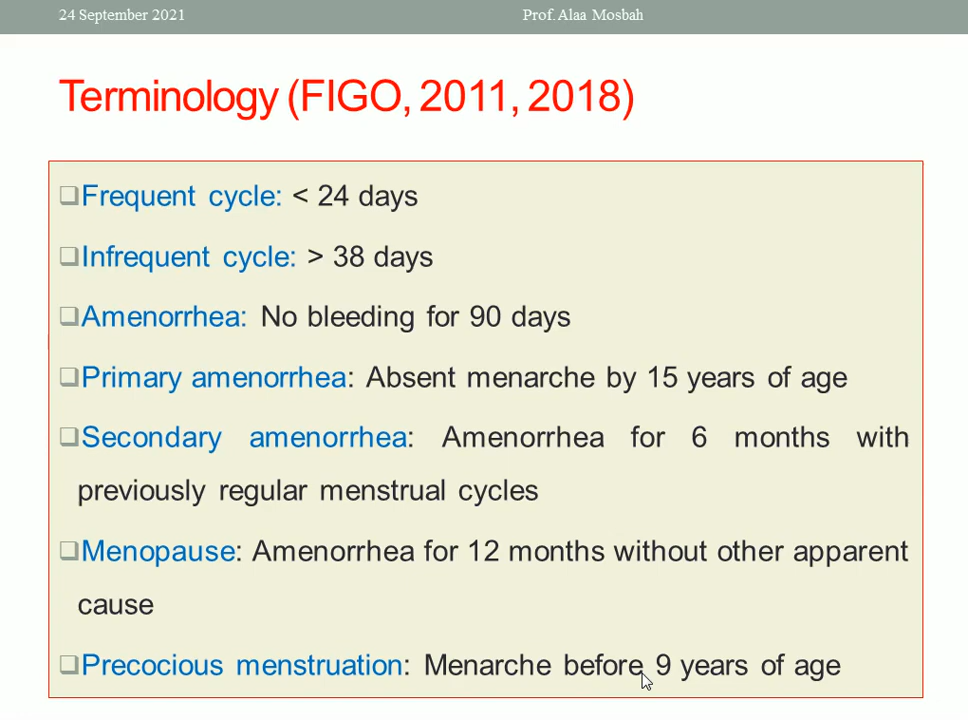 24 September 2021 Prof. Alaa Mosbah
Terminology (FIGO, 2011, 2018)
❑Frequent cycle: < 24 days
❑Infrequent cycle: > 38 days
❑Amenorrhea: No bleeding for 90 days
❑Primary amenorrhea: Absent menarche by 15 years of age
❑Secondary amenorrhea: Amenorrhea for 6 months with
previously regular menstrual cycles
❑Menopause: Amenorrhea for 12 months without other apparent
cause
❑Precocious menstruation: Menarche before 9 years of age